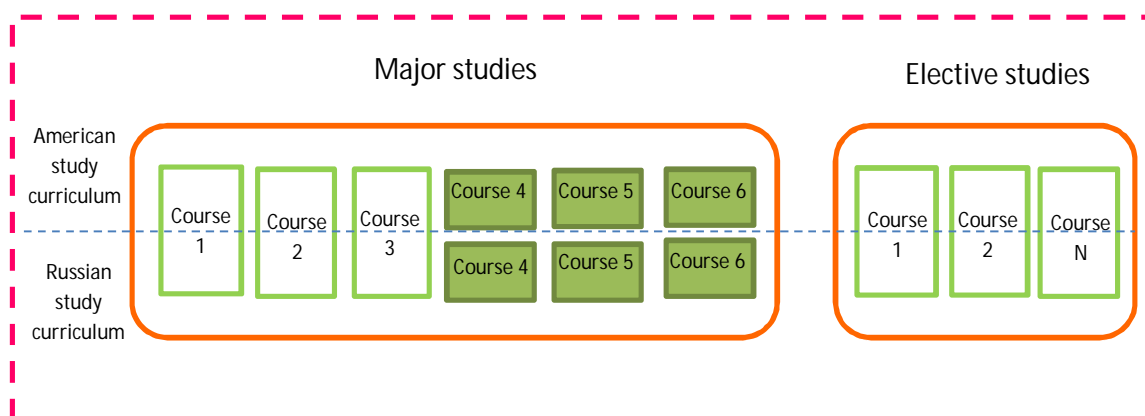 Major studies
Elective studies
American
study
curriculum
Course
1
Course
2
Course
3
Course 4
Course 5
Course 6
Course
1
Course
2
Course
N
Russian
study
curriculum
Course 4
Course 5
Course 6